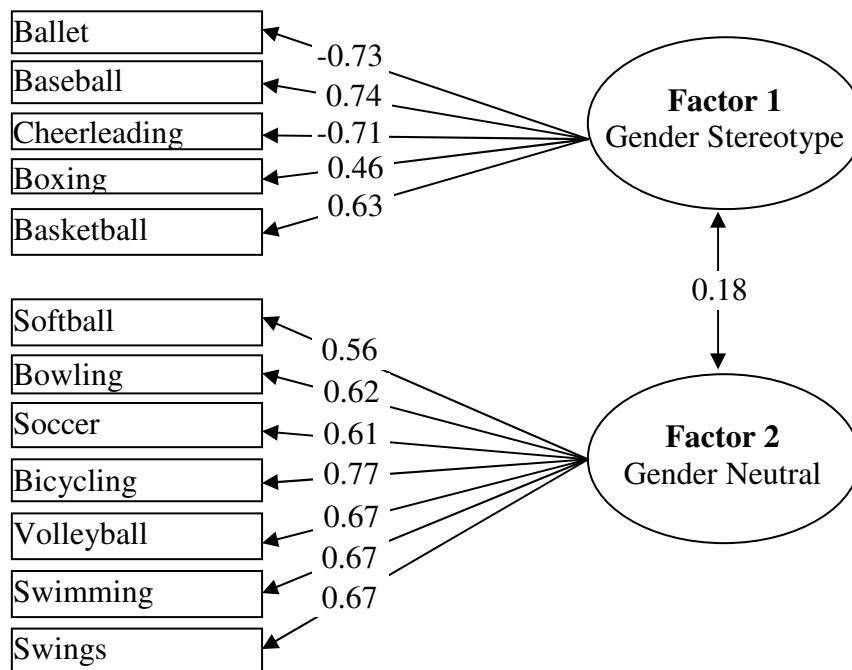 Ballet
Baseball
Cheerleading
Boxing
Basketball
-0.73
0.74
-0.71
0.46
0.63
Factor 1
Gender Stereotype
0.18
Softball
Bowling
Soccer
Bicycling
Volleyball
Swimming
Swings
0.56
0.62
0.61
0.77
0.67
0.67
0.67
Factor 2
Gender Neutral